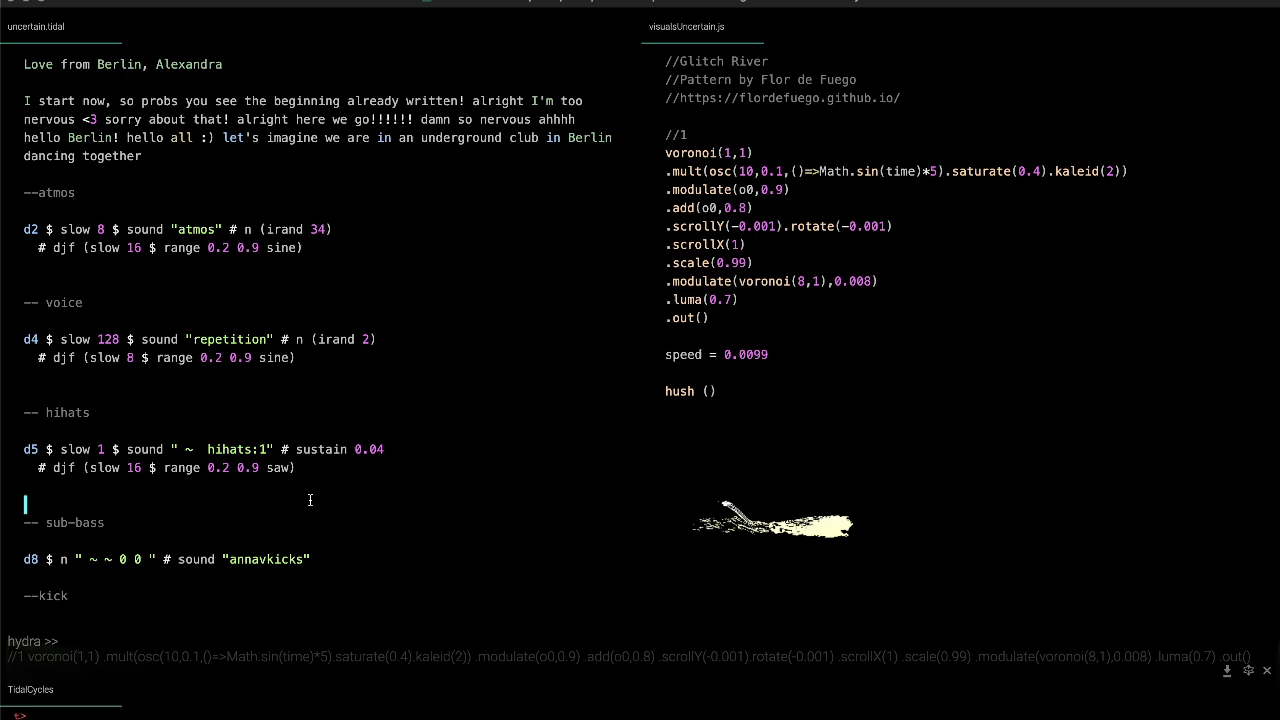 uncertain.tidal
Love from Berlin, Alexandra
I start now, so probs you see the beginning already written! alright I'm too
nervous <3 sorry about that! alright here we go!!!!!! damn so nervous ahhhh
hello Berlin! hello all :) let's imagine we are in an underground club in Berlin
dancing together
--atmos
d2 $ slow 8 $ sound "atmos" # n (irand 34)
# djf (slow 16 $ range 0.2 0.9 sine)
-- voice
d4 $ slow 128 $ sound "repetition" # n (irand 2)
# djf (slow 8 $ range 0.2 0.9 sine)
-- hihats
d5 $ slow 1 $ sound " ~  hihats:1" # sustain 0.04
# djf (slow 16 $ range 0.2 0.9 saw)
-- sub-bass
d8 $ n " ~ ~ 0 0 " # sound "annavkicks"
--kick
visualsUncertain.js
//Glitch River
//Pattern by Flor de Fuego
//https://flordefuego.github.io/
//1
voronoi(1,1)
.mult(osc(10,0.1,()=>Math.sin(time)*5).saturate(0.4).kaleid(2))
.modulate(o0,0.9)
.add(o0,0.8)
.scrollY(-0.001).rotate(-0.001)
.scrollX(1)
.scale(0.99)
.modulate(voronoi(8,1),0.008)
.luma(0.7)
.out()
speed = 0.0099
hush ()
hydra >>
//1 voronoi(1,1) .mult(osc(10,0.1,()=>Math.sin(time)*5).saturate(0.4).kaleid(2)) .modulate(o0,0.9) .add(o0,0.8) .scrollY(-0.001).rotate(-0.001) .scrollX(1) .scale(0.99) .modulate(voronoi(8,1),0.008) .luma(0.7) .out()
TidalCycles
t>